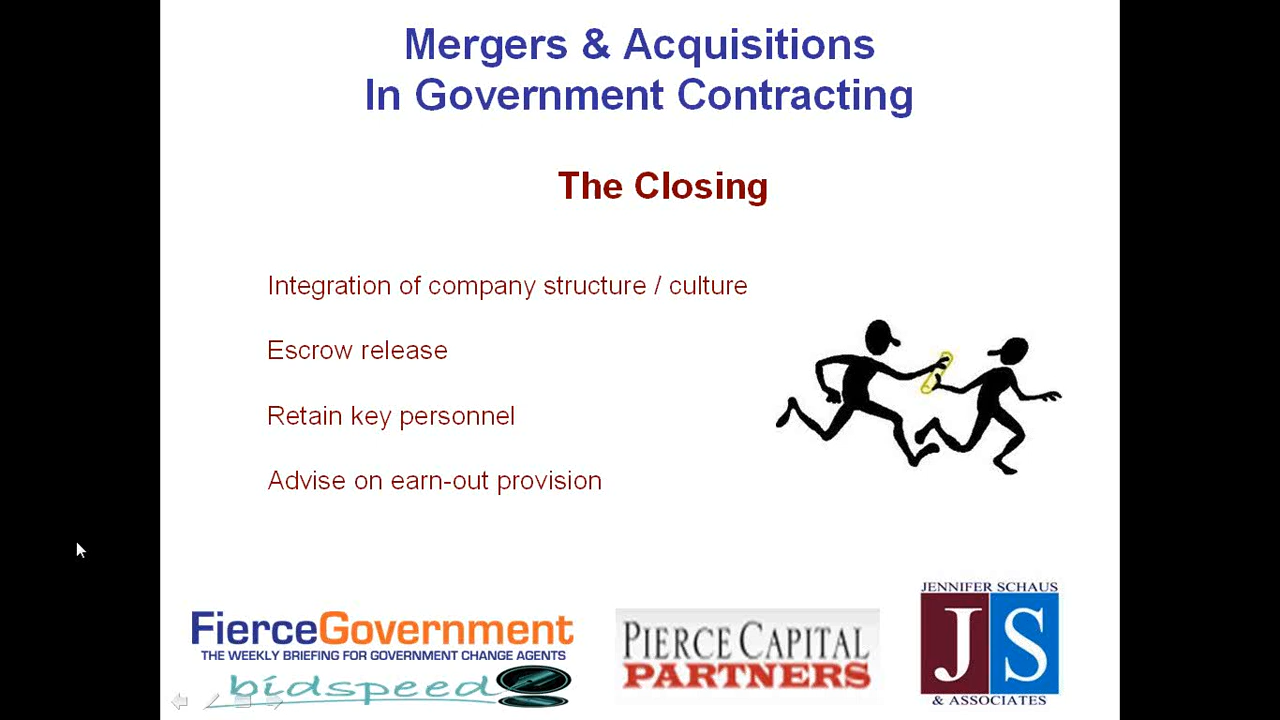 Mergers & Acquisitions
In Government Contracting
The Closing
Integration of company structure / culture
Escrow release
Retain key personnel
Advise on earn-out provision
FierceGovernment
THE WEEKLY BRIEFING FOR GOVERNMENT CHANGE AGENTS
bidspeed
PIERCE CAPITAL
PARTNERS
JENNIFER SCHAUS
JS
& ASSOCIATES